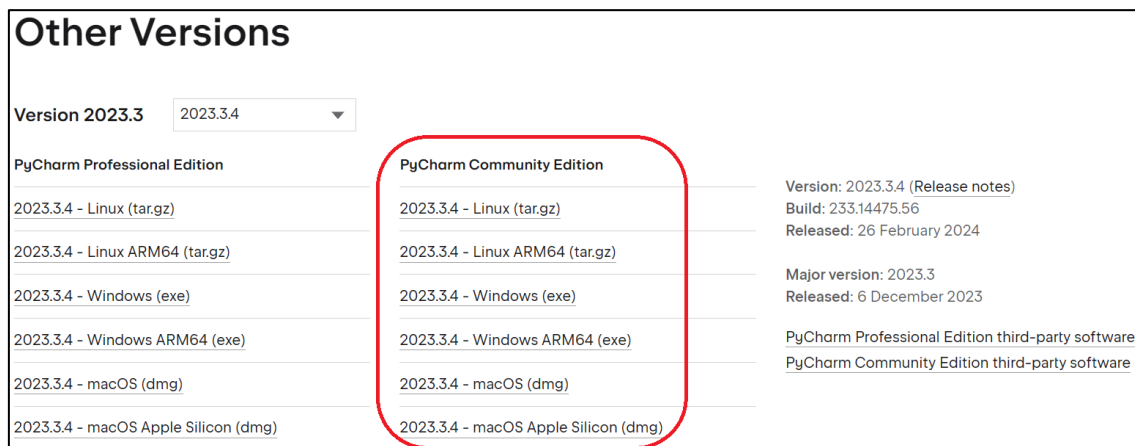 Other Versions
Version 2023.3
2023.3.4
PyCharm Professional Edition
2023.3.4 - Linux (tar.gz)
2023.3.4 - Linux ARM64 (tar.gz)
2023.3.4 - Windows (exe)
2023.3.4 - Windows ARM64 (exe)
2023.3.4 - macOS (dmg)
2023.3.4 - macOS Apple Silicon (dmg)
PyCharm Community Edition
2023.3.4 - Linux (tar.gz)
2023.3.4 - Linux ARM64 (tar.gz)
2023.3.4 - Windows (exe)
2023.3.4 - Windows ARM64 (exe)
2023.3.4 - macOS (dmg)
2023.3.4 - macOS Apple Silicon (dmg)
Version: 2023.3.4 (Release notes)
Build: 233.14475.56
Released: 26 February 2024
Major version: 2023.3
Released: 6 December 2023
PyCharm Professional Edition third-party software
PyCharm Community Edition third-party software